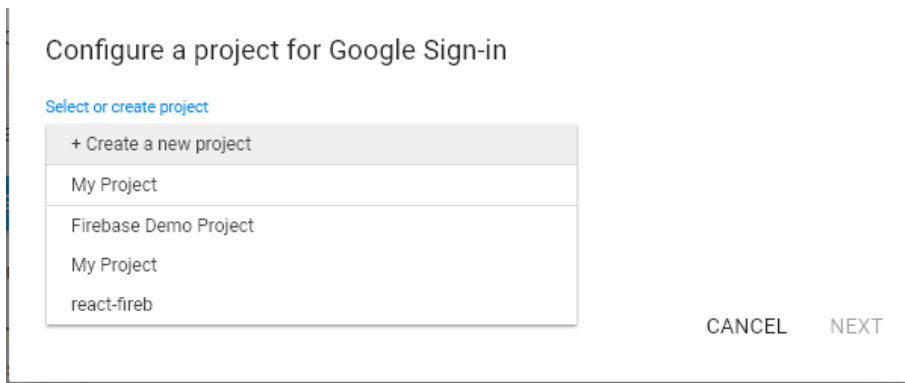 Configure a project for Google Sign-in
Select or create project
+ Create a new project
My Project
Firebase Demo Project
My Project
react-fireb
CANCEL NEXT